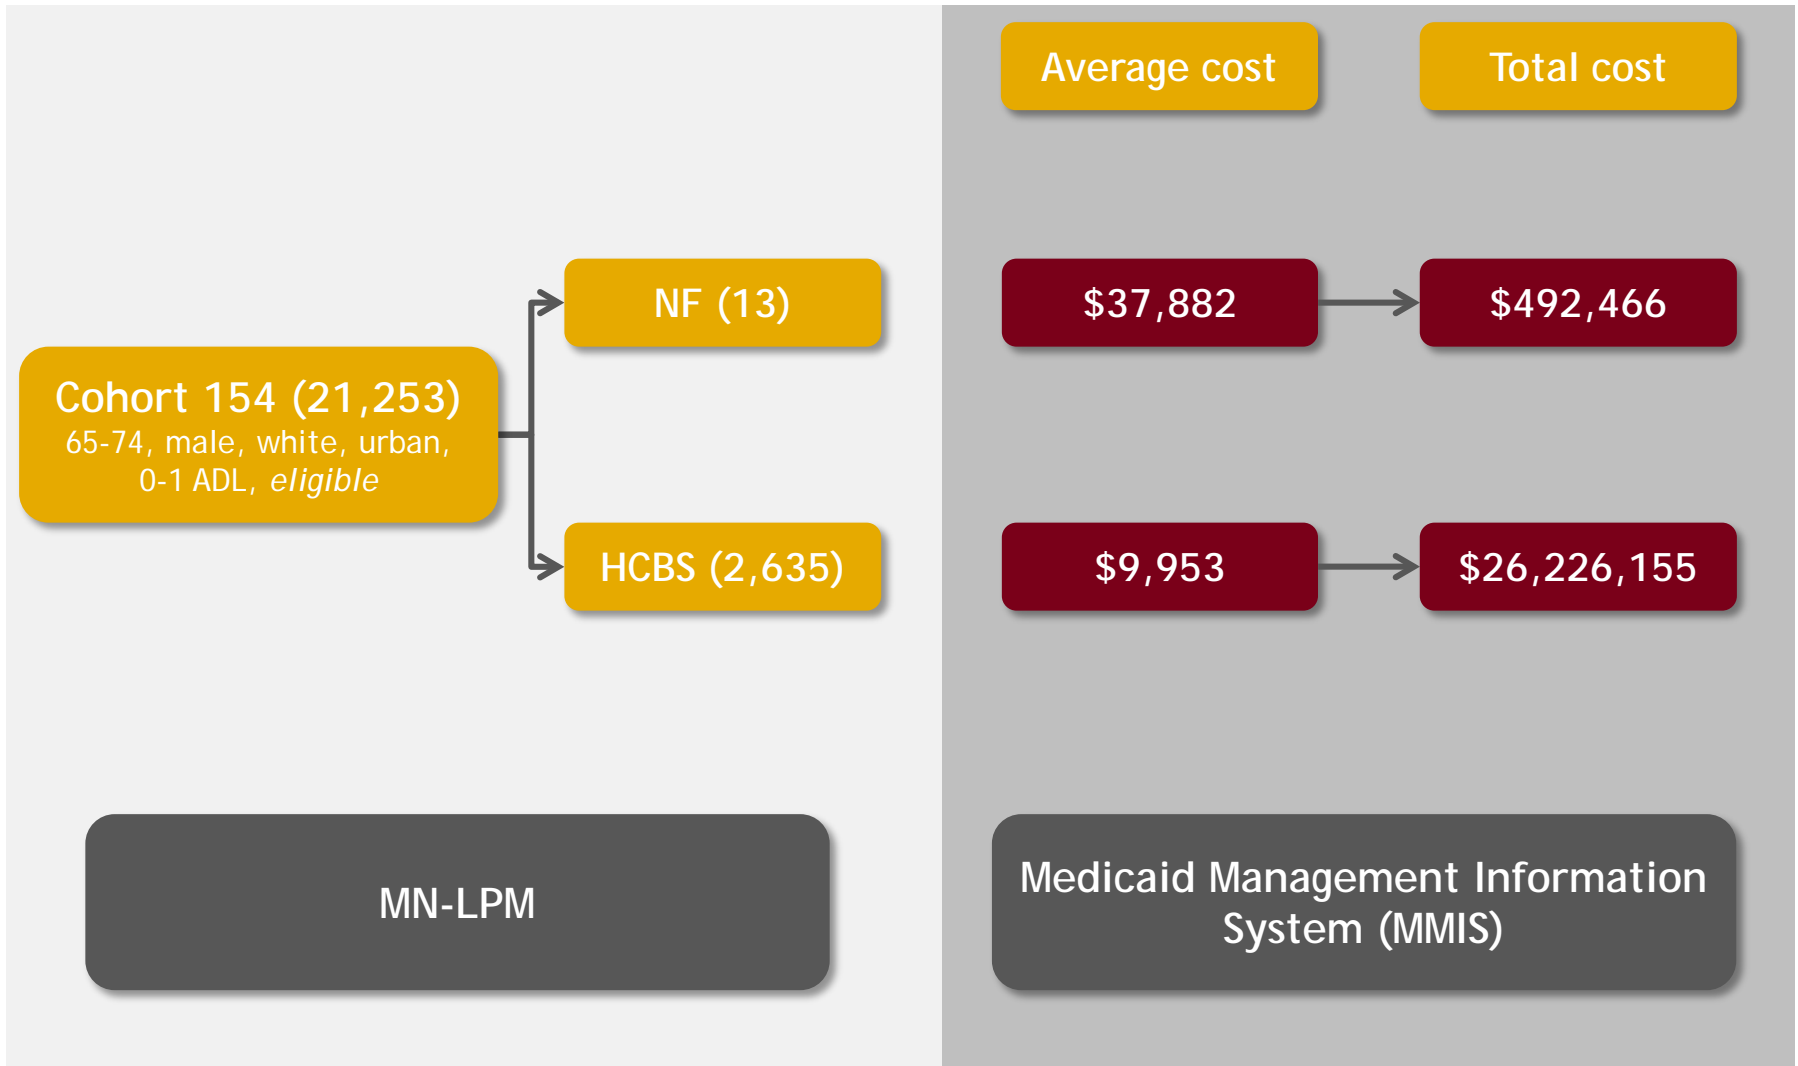 Average cost
Total cost
NF (13)
$37,882
$492,466
Cohort 154 (21,253)
65-74, male, white, urban,
0-1 ADL, eligible
HCBS (2,635)
$9,953
$26,226,155
MN-LPM
Medicaid Management Information
System (MMIS)